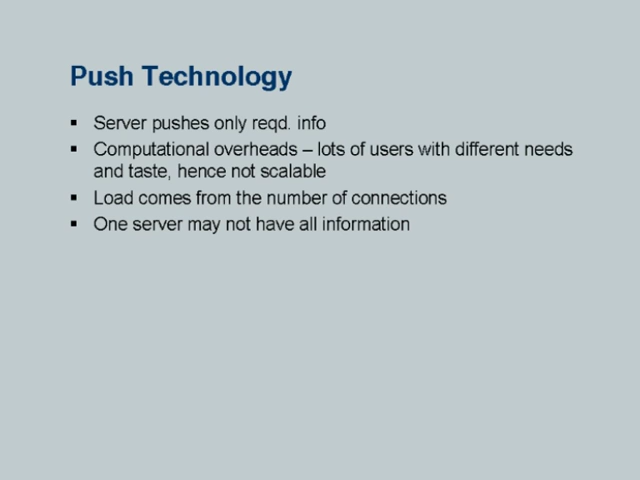 Push Technology
▪ Server pushes only reqd. info
▪ Computational overheads – lots of users with different needs
and taste, hence not scalable
▪ Load comes from the number of connections
▪ One server may not have all information